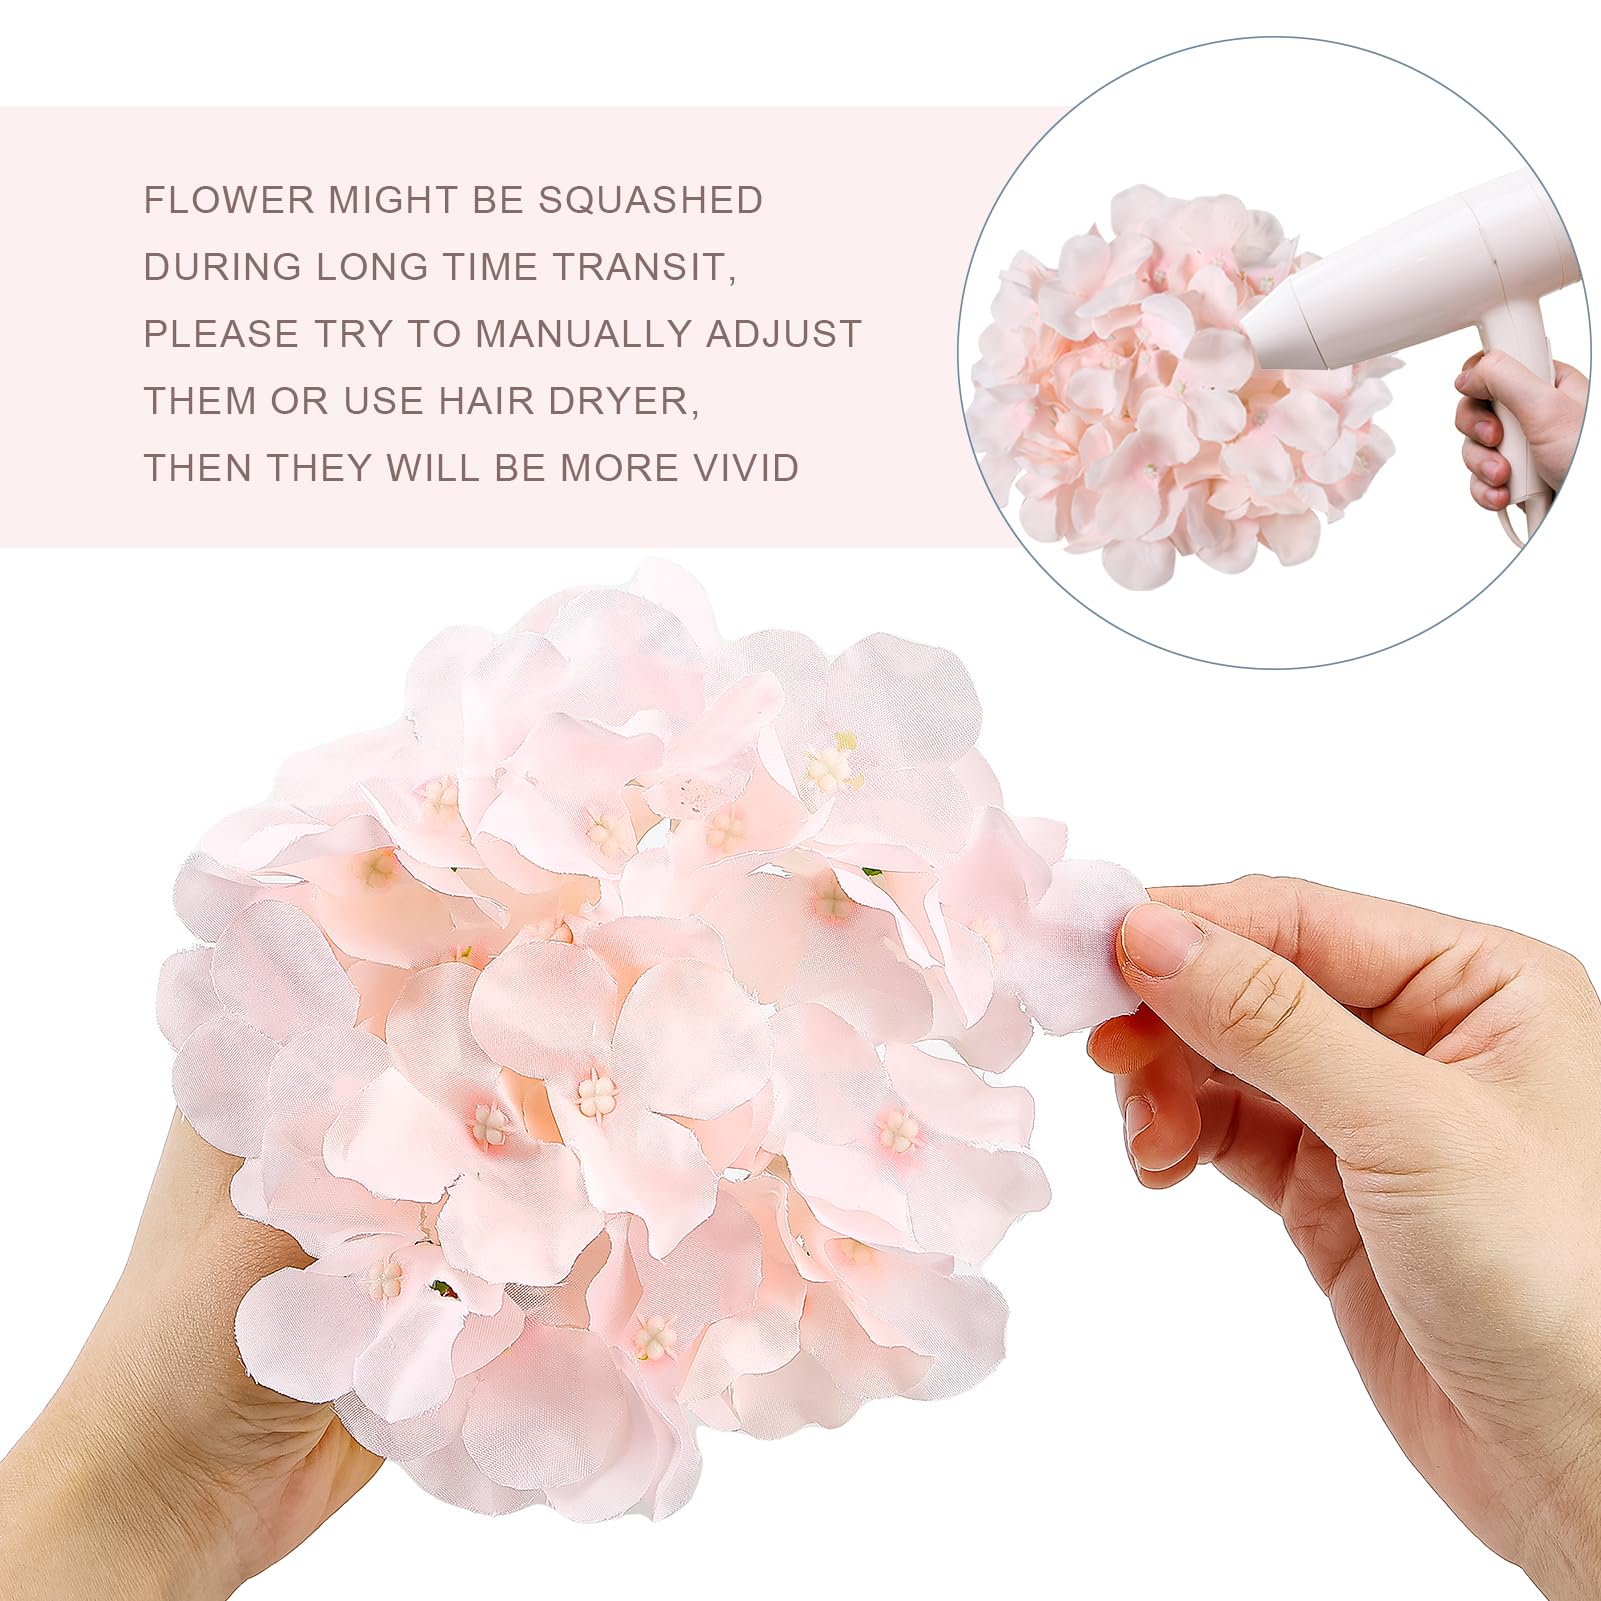 FLOWER MIGHT BE SQUASHED
DURING LONG TIME TRANSIT,
PLEASE TRY TO MANUALLY ADJUST
THEM OR USE HAIR DRYER,
THEN THEY WILL BE MORE VIVID